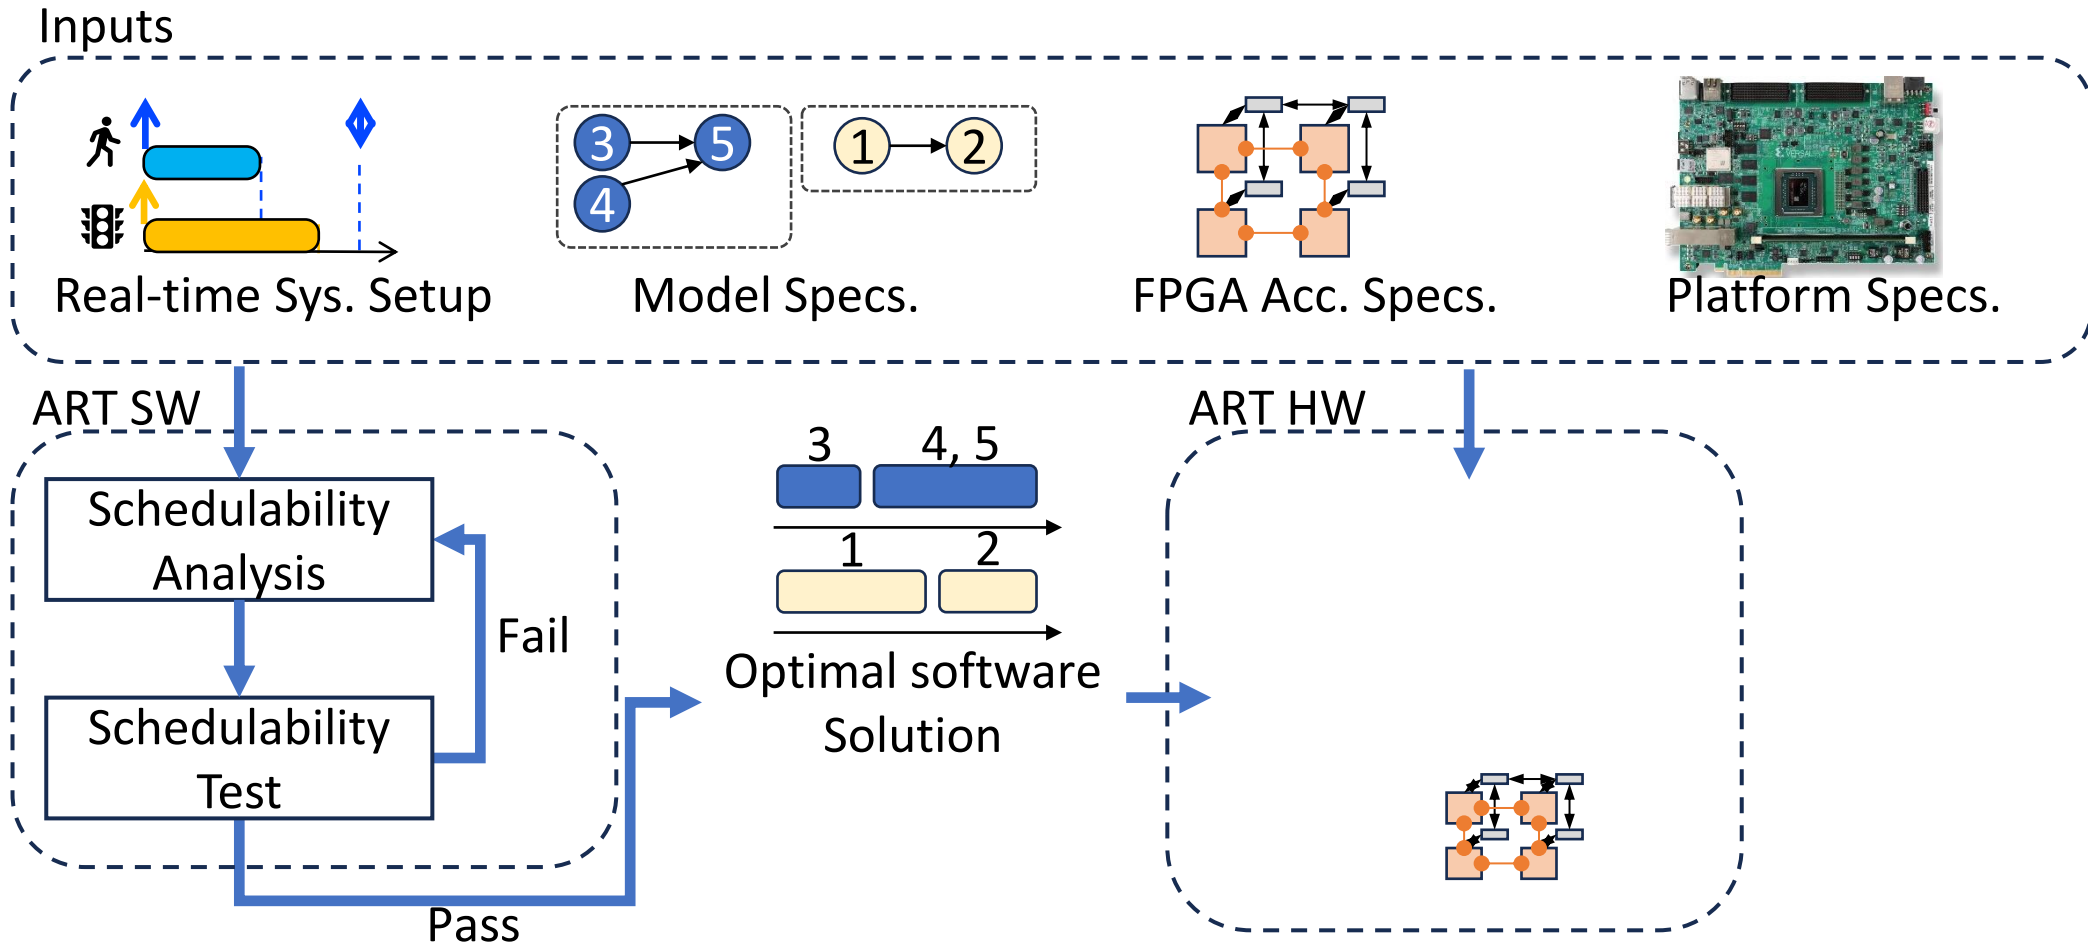 Inputs
3 5
4
1 2
Real-time Sys. Setup
Model Specs.
FPGA Acc. Specs.
Platform Specs.
ART SW
Schedulability
Analysis
Fail
Schedulability
Test
Pass
3 4, 5
1 2
Optimal software
Solution
ART HW